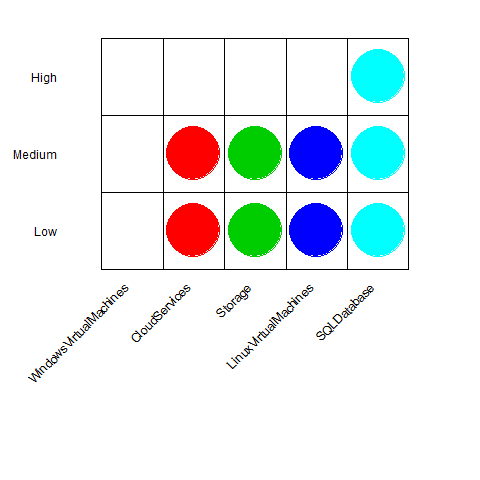 High
Medium
Low
WindowsVirtualMachines
CloudServices
Storage
LinuxVirtualMachines
SQLDatabase